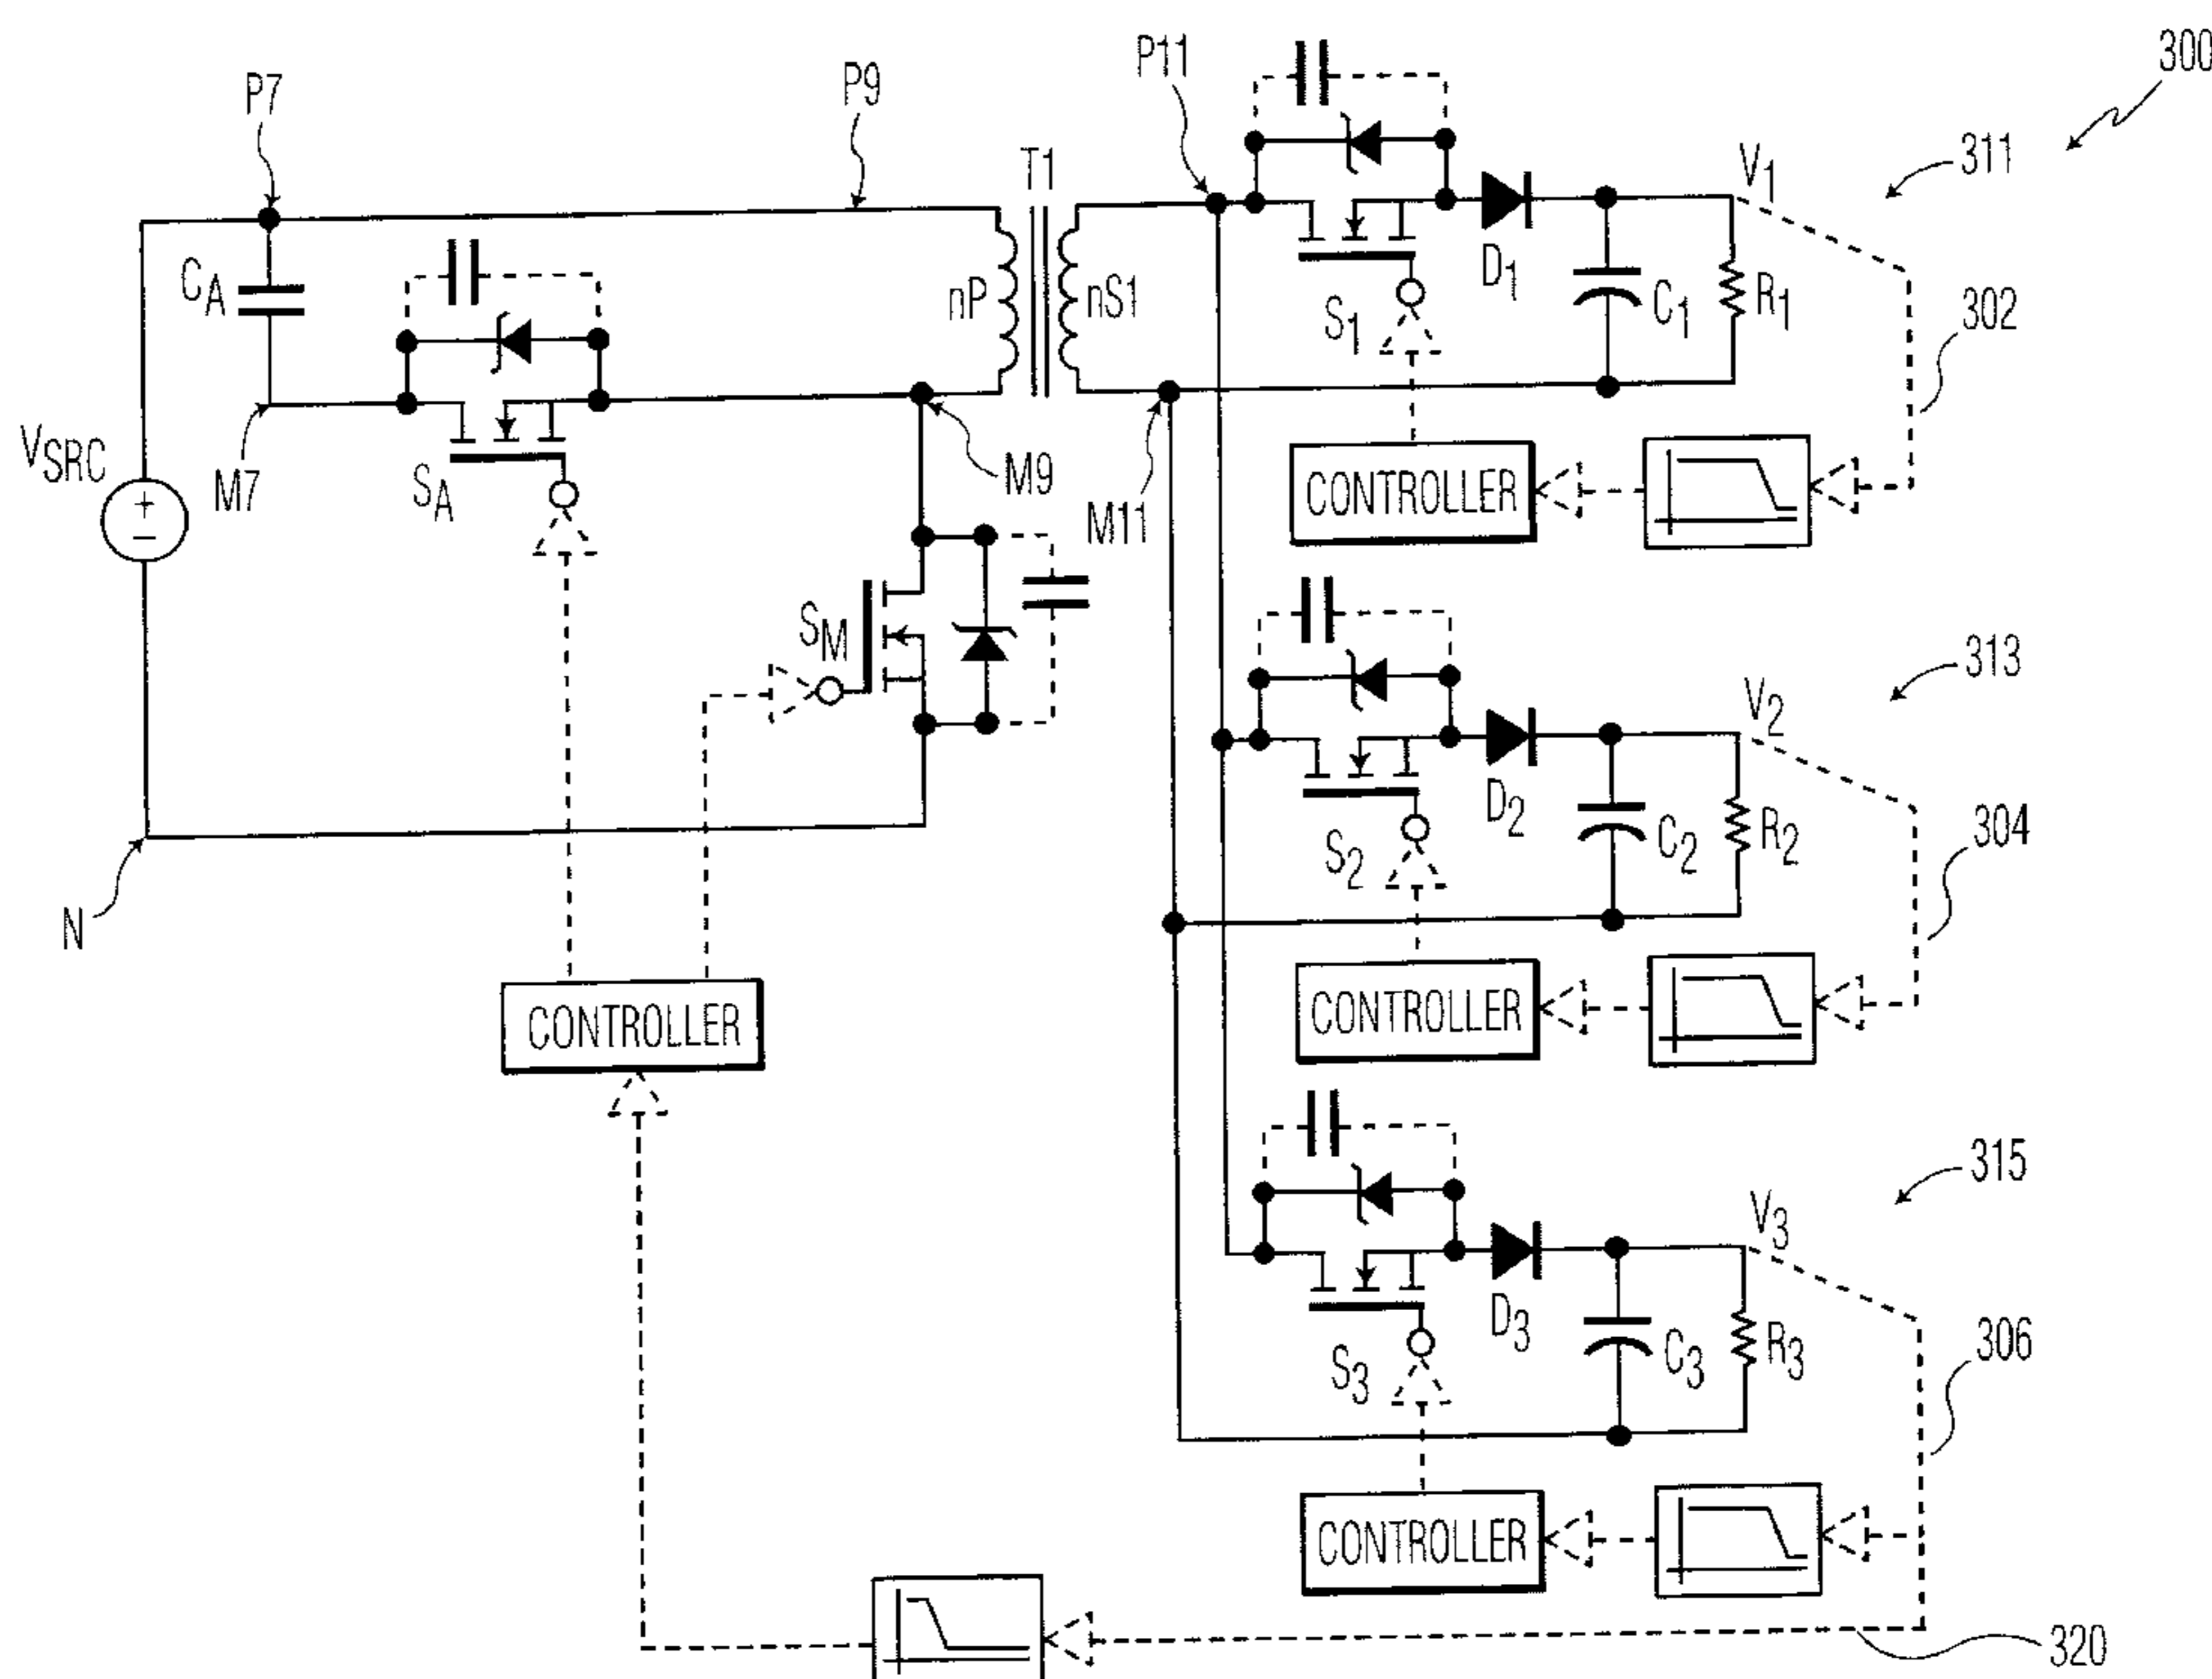 300
P11
P7
P9
T1
V1
311
CA
nP
nS1
D1
C1
R1
S1
302
VSRC
+
−
M7
SA
M9
M11
CONTROLLER
SM
313
V2
D2
C2
R2
S2
304
N
CONTROLLER
CONTROLLER
315
V3
D3
C3
R3
S3
306
CONTROLLER
320